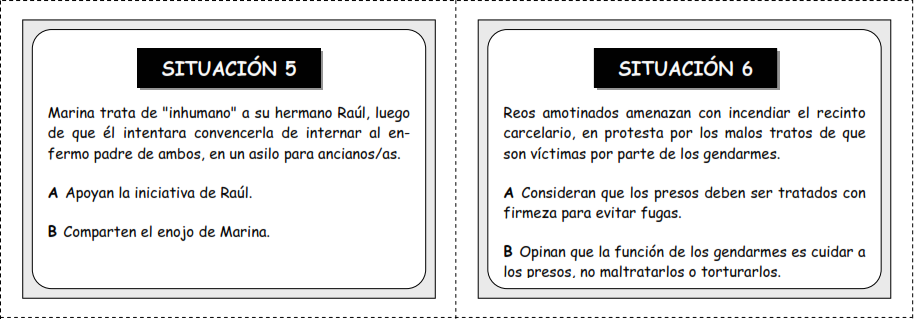 SITUACIÓN 5
Marina trata de "inhumano" a su hermano Raúl, luego
de que él intentara convencerla de internar al en-
fermo padre de ambos, en un asilo para ancianos/as.
A Apoyan la iniciativa de Raúl.
B Comparten el enojo de Marina.
SITUACIÓN 6
Reos amotinados amenazan con incendiar el recinto
carcelario, en protesta por los malos tratos de que
son víctimas por parte de los gendarmes.
A Consideran que los presos deben ser tratados con
firmeza para evitar fugas.
B Opinan que la función de los gendarmes es cuidar a
los presos, no maltratarlos o torturarlos.